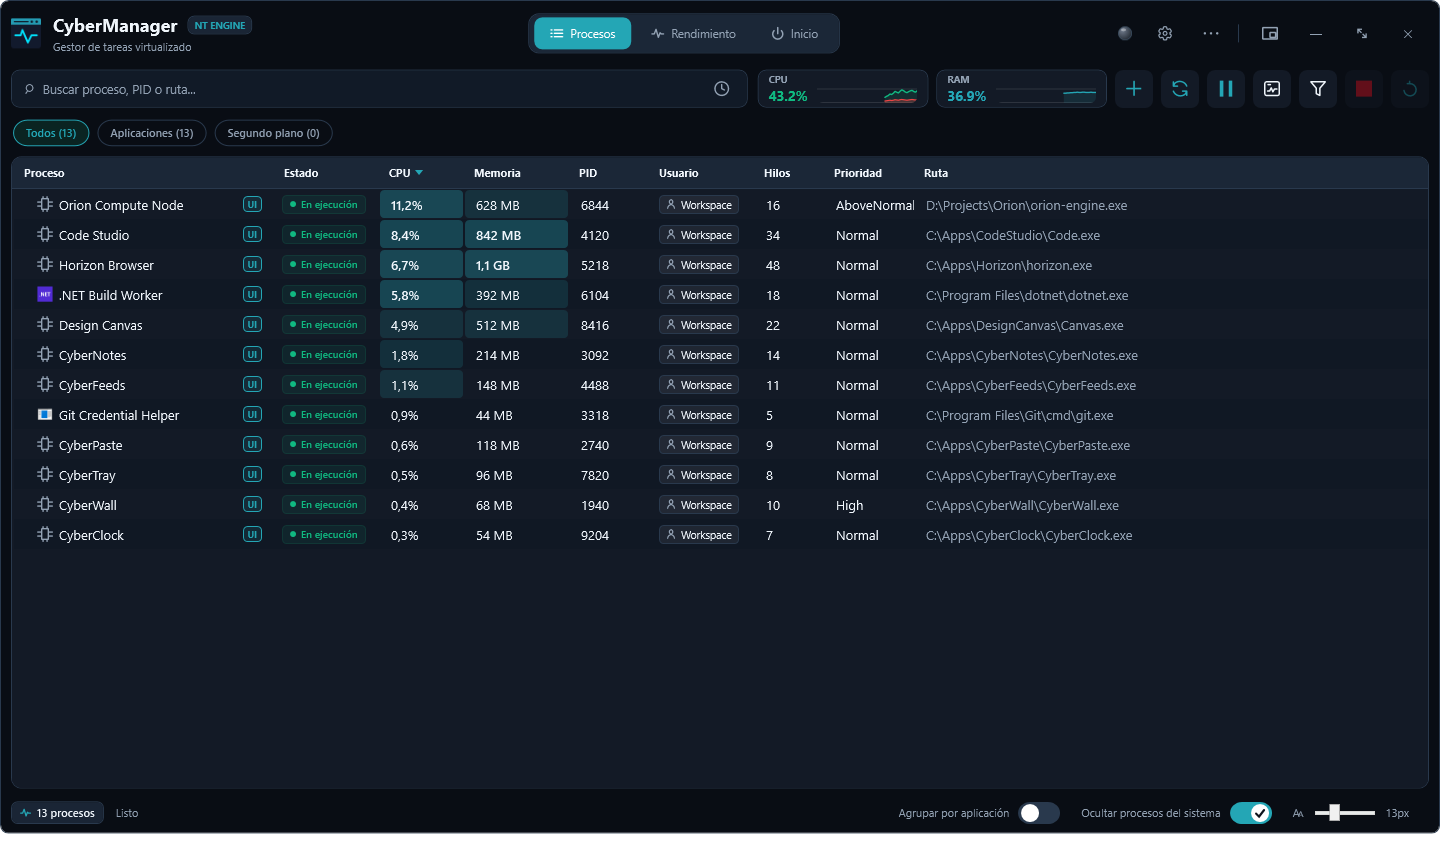 CyberManager NT ENGINE
Gestor de tareas virtualizado
Procesos Rendimiento Inicio
Buscar proceso, PID o ruta...
CPU
43.2%
RAM
36.9%
Todos (13) Aplicaciones (13) Segundo plano (0)
Proceso Estado CPU Memoria PID Usuario Hilos Prioridad Ruta
Orion Compute Node UI En ejecución 11,2% 628 MB 6844 Workspace 16 AboveNormal D:\Projects\Orion\orion-engine.exe
Code Studio UI En ejecución 8,4% 842 MB 4120 Workspace 34 Normal C:\Apps\CodeStudio\Code.exe
Horizon Browser UI En ejecución 6,7% 1,1 GB 5218 Workspace 48 Normal C:\Apps\Horizon\horizon.exe
NET .NET Build Worker UI En ejecución 5,8% 392 MB 6104 Workspace 18 Normal C:\Program Files\dotnet\dotnet.exe
Design Canvas UI En ejecución 4,9% 512 MB 8416 Workspace 22 Normal C:\Apps\DesignCanvas\Canvas.exe
CyberNotes UI En ejecución 1,8% 214 MB 3092 Workspace 14 Normal C:\Apps\CyberNotes\CyberNotes.exe
CyberFeeds UI En ejecución 1,1% 148 MB 4488 Workspace 11 Normal C:\Apps\CyberFeeds\CyberFeeds.exe
Git Credential Helper UI En ejecución 0,9% 44 MB 3318 Workspace 5 Normal C:\Program Files\Git\cmd\git.exe
CyberPaste UI En ejecución 0,6% 118 MB 2740 Workspace 9 Normal C:\Apps\CyberPaste\CyberPaste.exe
CyberTray UI En ejecución 0,5% 96 MB 7820 Workspace 8 Normal C:\Apps\CyberTray\CyberTray.exe
CyberWall UI En ejecución 0,4% 68 MB 1940 Workspace 10 High C:\Apps\CyberWall\CyberWall.exe
CyberClock UI En ejecución 0,3% 54 MB 9204 Workspace 7 Normal C:\Apps\CyberClock\CyberClock.exe
13 procesos Listo Agrupar por aplicación Ocultar procesos del sistema AA 13px